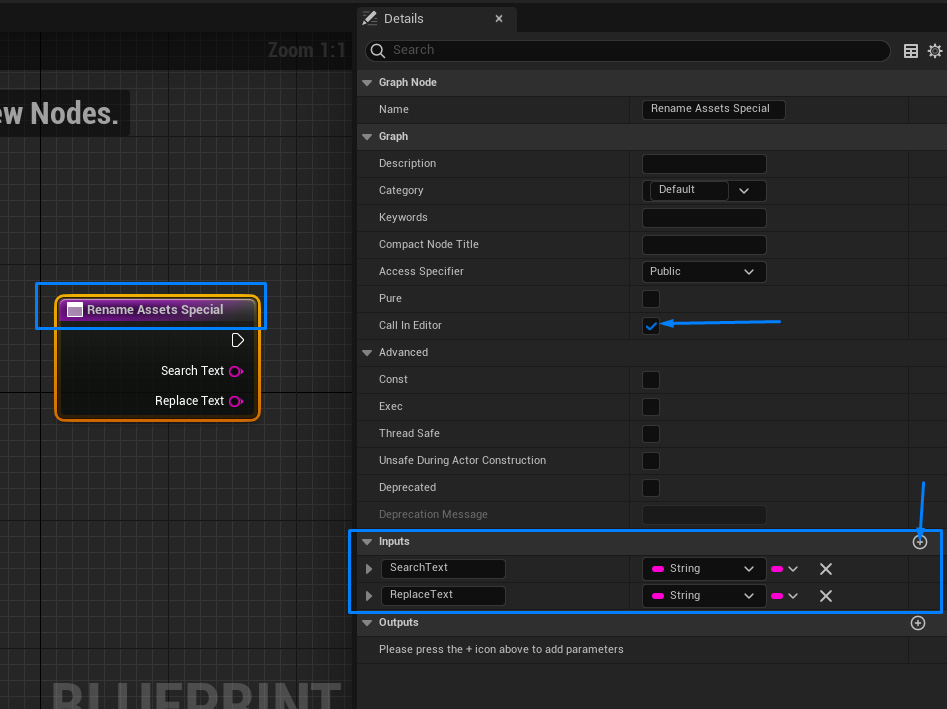 Details
Zoom 1:1
Search
Graph Node
ew Nodes.
Name Rename Assets Special
Graph
Description
Category Default
Keywords
Compact Node Title
Access Specifier Public
Pure
Rename Assets Special
Call In Editor
Search Text
Replace Text
Advanced
Const
Exec
Thread Safe
Unsafe During Actor Construction
Deprecated
Deprecation Message
Inputs
SearchText String
ReplaceText String
Outputs
Please press the + icon above to add parameters
BLUEPRINT